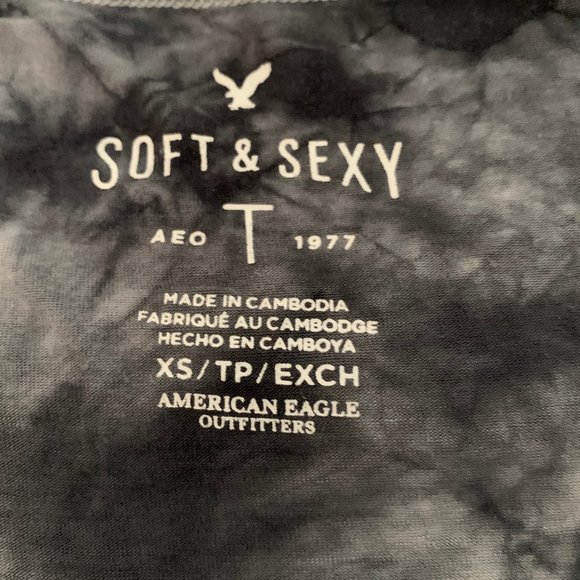 SOFT & SEXY
AEO T 1977
MADE IN CAMBODIA
FABRIQUÉ AU CAMBODGE
HECHO EN CAMBOYA
XS/TP/EXCH
AMERICAN EAGLE
OUTFITTERS